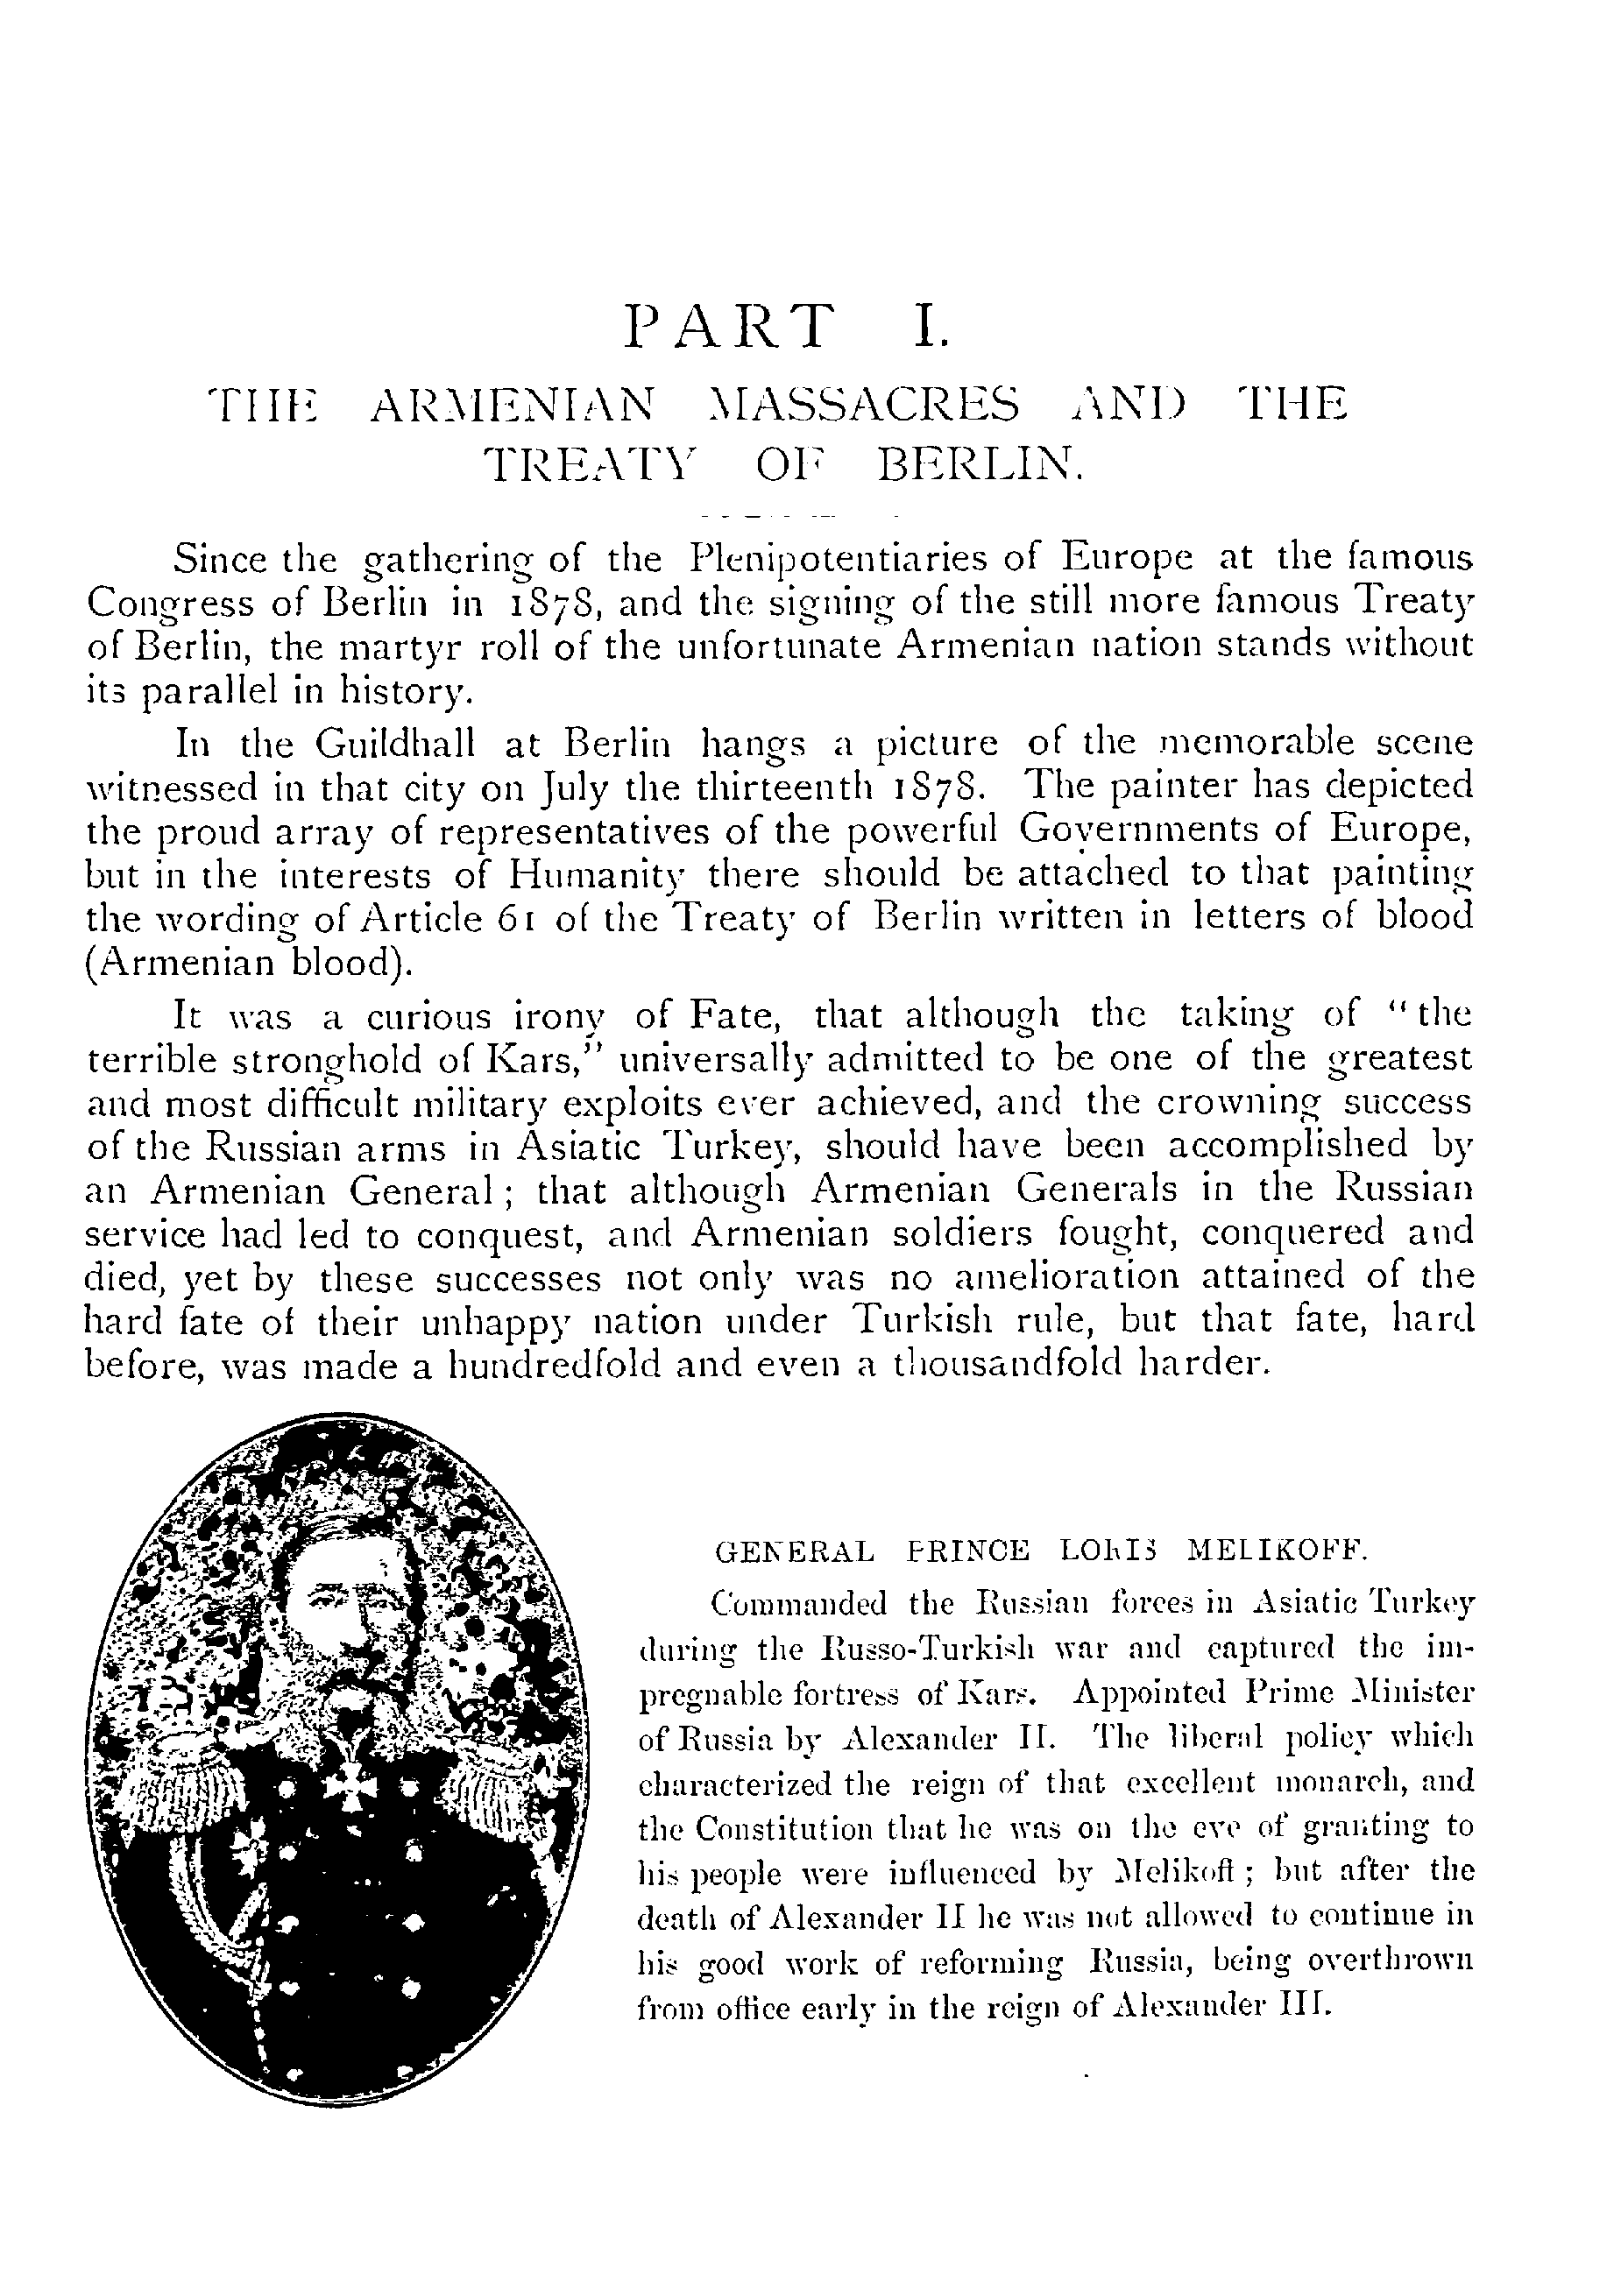 PART I.
THE ARMENIAN MASSACRES AND THE
TREATY OF BERLIN.
Since the gathering of the Plenipotentiaries of Europe at the famous
Congress of Berlin in 1878, and the signing of the still more famous Treaty
of Berlin, the martyr roll of the unfortunate Armenian nation stands without
its parallel in history.
In the Guildhall at Berlin hangs a picture of the memorable scene
witnessed in that city on July the thirteenth 1878. The painter has depicted
the proud array of representatives of the powerful Governments of Europe,
but in the interests of Humanity there should be attached to that painting
the wording of Article 61 of the Treaty of Berlin written in letters of blood
(Armenian blood).
It was a curious irony of Fate, that although the taking of “the
terrible stronghold of Kars,” universally admitted to be one of the greatest
and most difficult military exploits ever achieved, and the crowning success
of the Russian arms in Asiatic Turkey, should have been accomplished by
an Armenian General; that although Armenian Generals in the Russian
service had led to conquest, and Armenian soldiers fought, conquered and
died, yet by these successes not only was no amelioration attained of the
hard fate of their unhappy nation under Turkish rule, but that fate, hard
before, was made a hundredfold and even a thousandfold harder.
GENERAL PRINCE LORIS MELIKOFF.
Commanded the Russian forces in Asiatic Turkey
during the Russo-Turkish war and captured the im-
pregnable fortress of Kars. Appointed Prime Minister
of Russia by Alexander II. The liberal policy which
characterized the reign of that excellent monarch, and
the Constitution that he was on the eve of granting to
his people were influenced by Melikoff; but after the
death of Alexander II he was not allowed to continue in
his good work of reforming Russia, being overthrown
from office early in the reign of Alexander III.